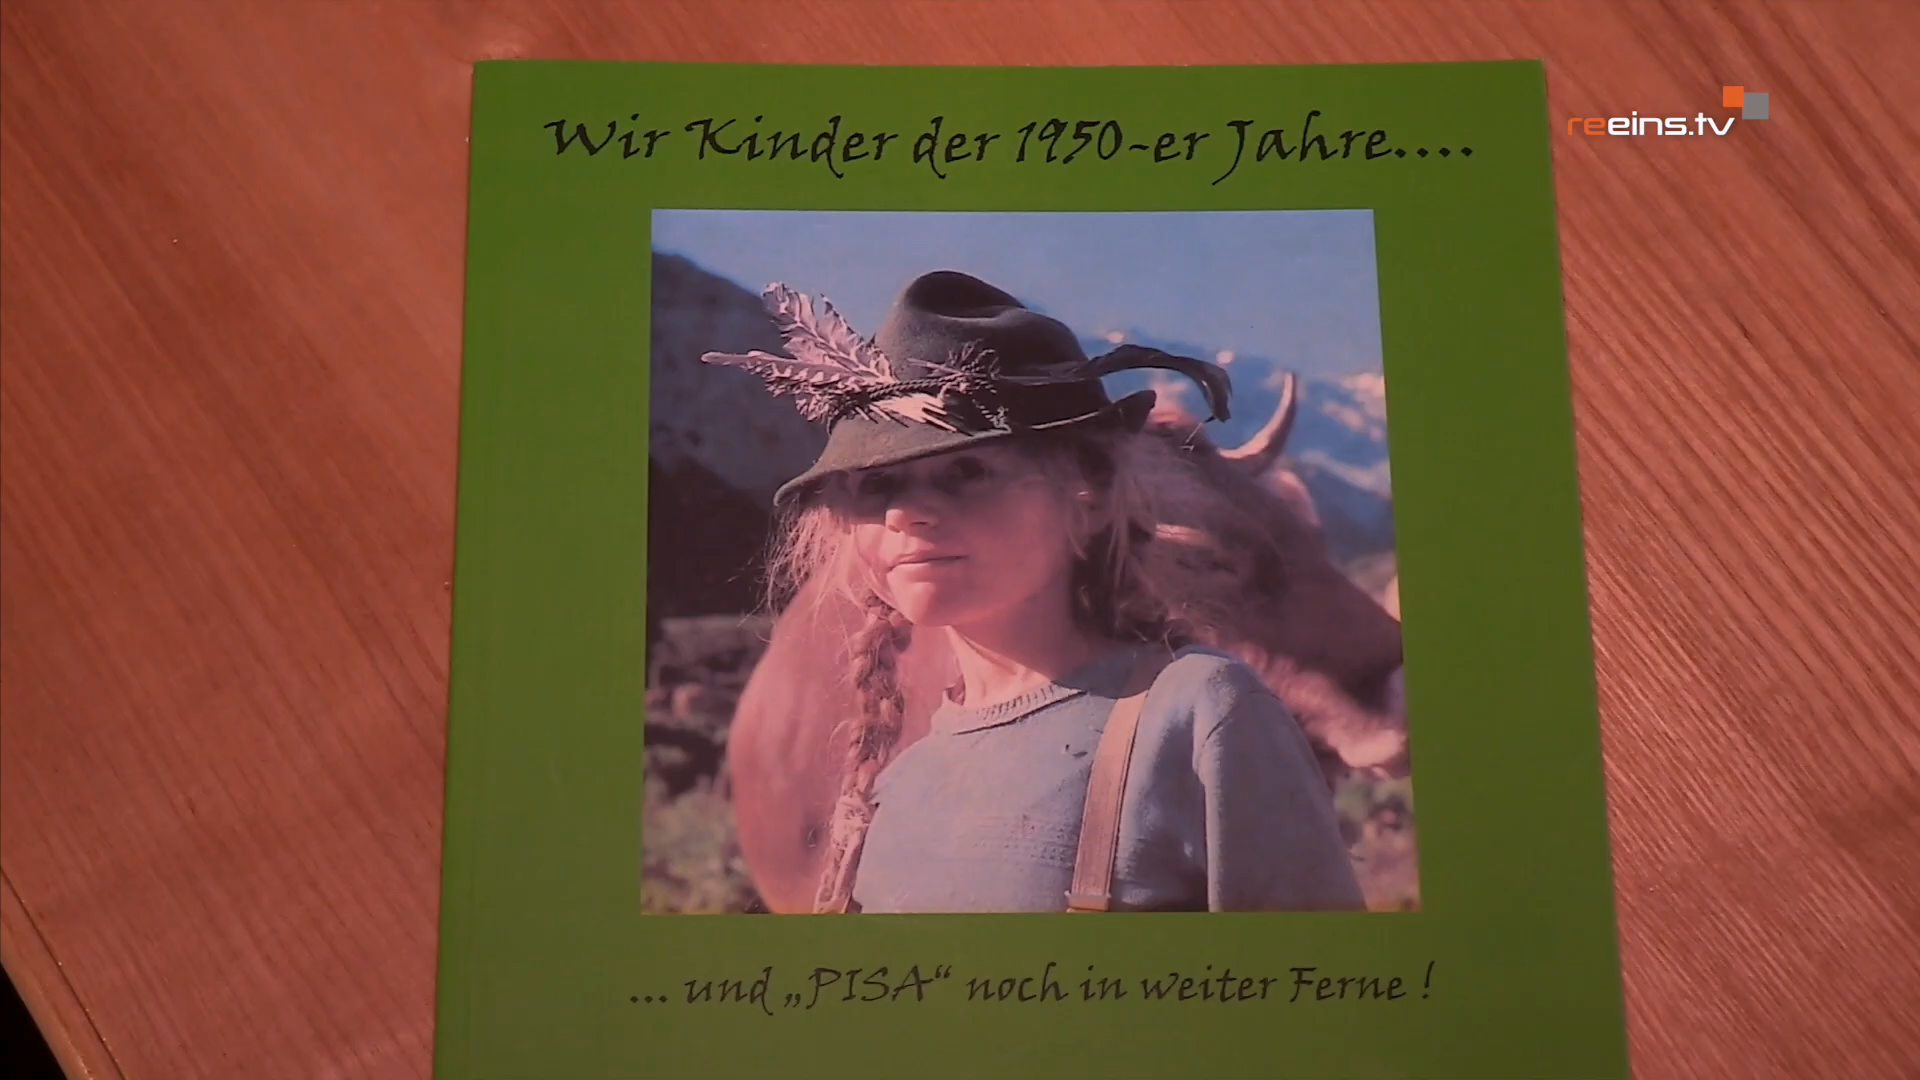 Wir Kinder der 1950-er Jahre....
reeins.tv
... und „PISA“ noch in weiter Ferne !